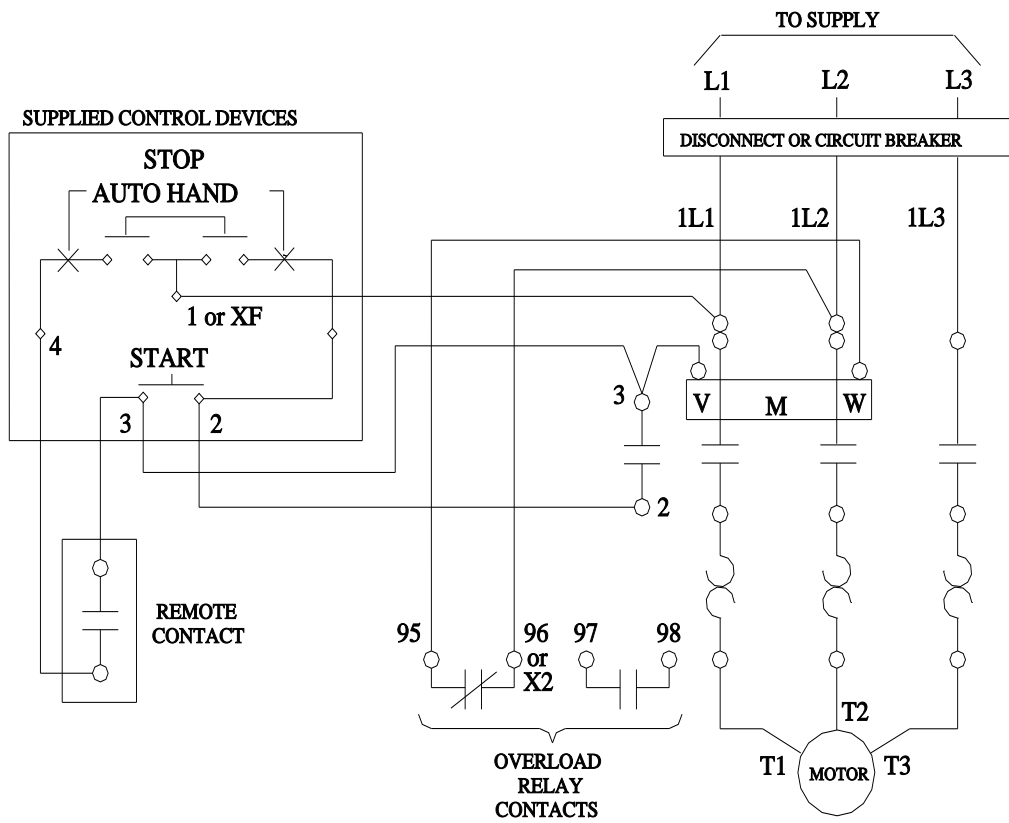 TO SUPPLY
L1
L2
L3
SUPPLIED CONTROL DEVICES
DISCONNECT OR CIRCUIT BREAKER
STOP
AUTO HAND
1L1
1L2
1L3
1 or XF
4
START
3
2
3
V
M
W
2
REMOTE
CONTACT
95
96
or
X2
97
98
OVERLOAD
RELAY
CONTACTS
T2
T1
MOTOR
T3